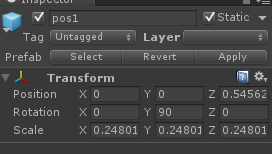 Inspector
pos1 Static
Tag Untagged Layer
Prefab Select Revert Apply
Transform
Position X 0 Y 0 Z 0.54562
Rotation X 0 Y 90 Z 0
Scale X 0.24801 Y 0.24801 Z 0.24801